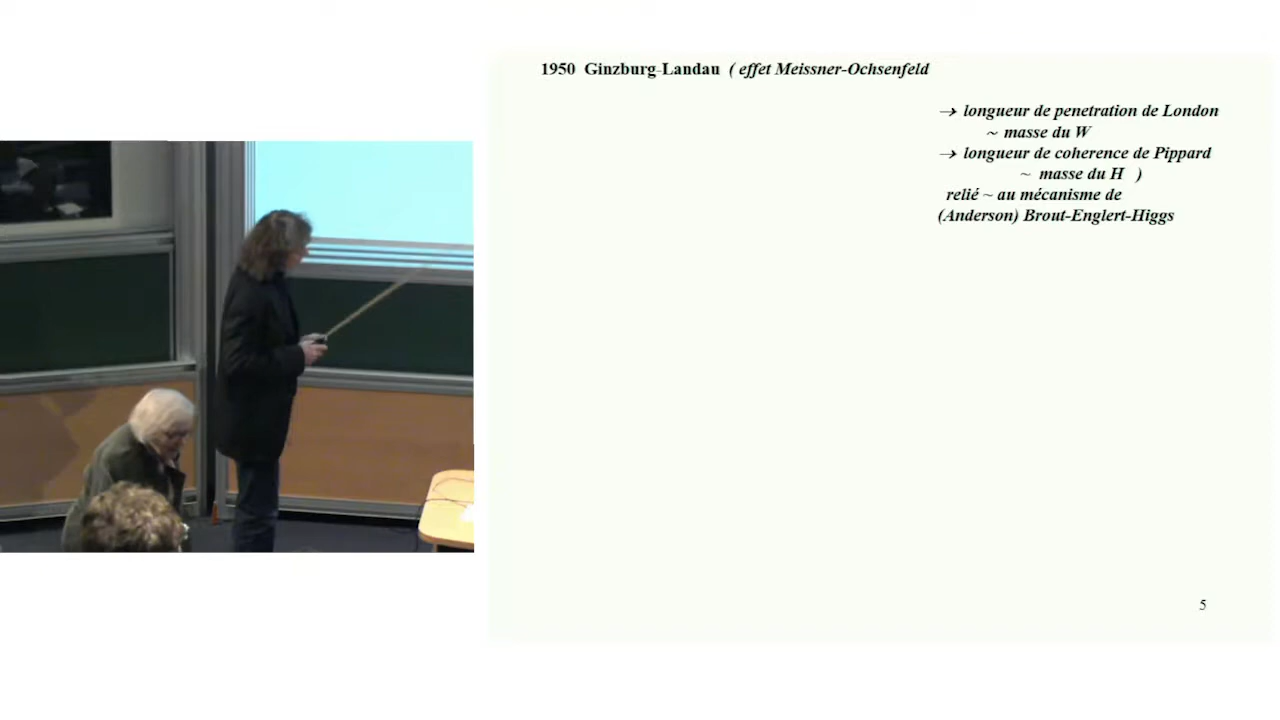 1950 Ginzburg-Landau ( effet Meissner-Ochsenfeld
→ longueur de penetration de London
~ masse du W
→ longueur de coherence de Pippard
~ masse du H )
relié ~ au mécanisme de
(Anderson) Brout-Englert-Higgs
5